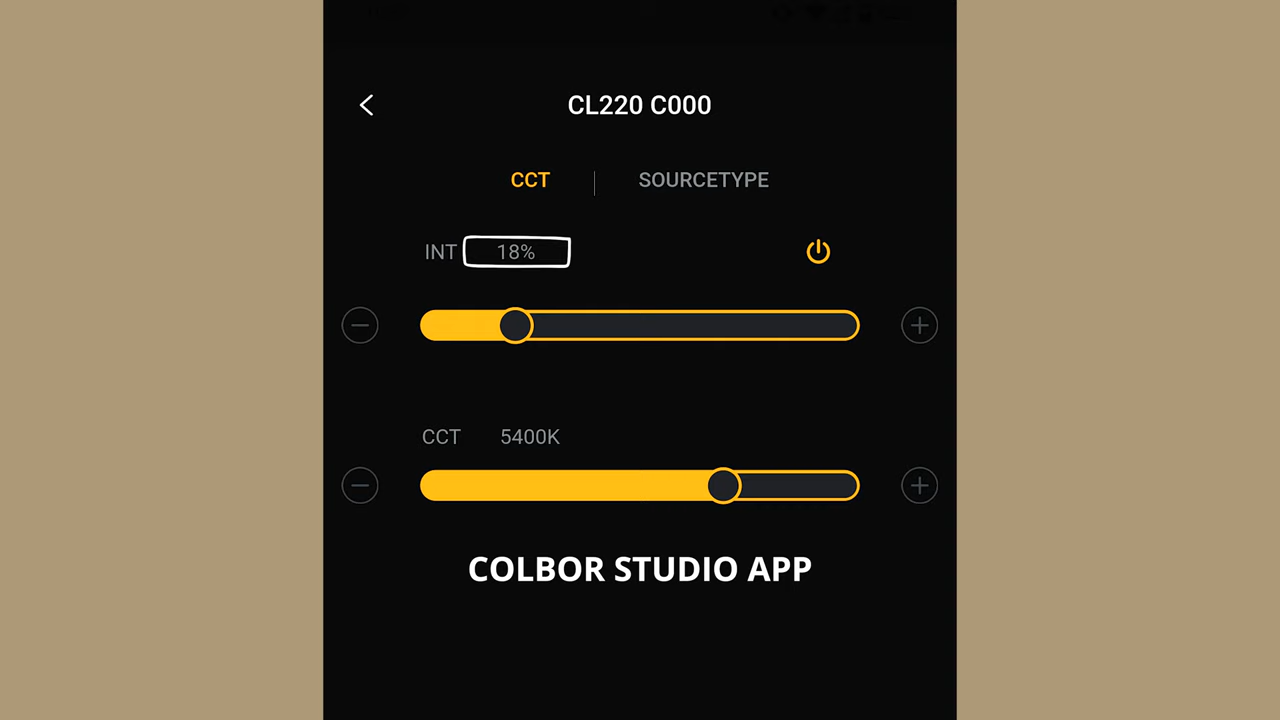 CL220 C000
CCT | SOURCETYPE
INT 18%
CCT 5400K
COLBOR STUDIO APP